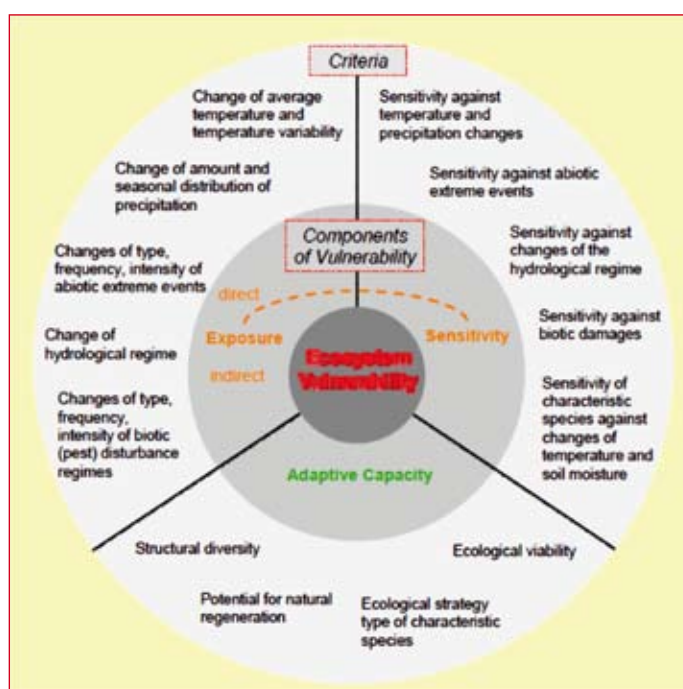 Criteria
Change of average
temperature and
temperature variability
Sensitivity against
temperature and
precipitation changes
Change of amount and
seasonal distribution of
precipitation
Sensitivity against abiotic
extreme events
Components
of Vulnerability
Sensitivity against
changes of the
hydrological regime
Changes of type,
frequency, intensity of
abiotic extreme events
direct
Exposure
Sensitivity
indirect
Ecosystem
Vulnerability
Change of
hydrological regime
Sensitivity against
biotic damages
Changes of type,
frequency,
intensity of biotic
(pest) disturbance
regimes
Sensitivity of
characteristic
species against
changes of
temperature and
soil moisture
Adaptive Capacity
Structural diversity
Ecological viability
Potential for natural
regeneration
Ecological strategy
type of characteristic
species